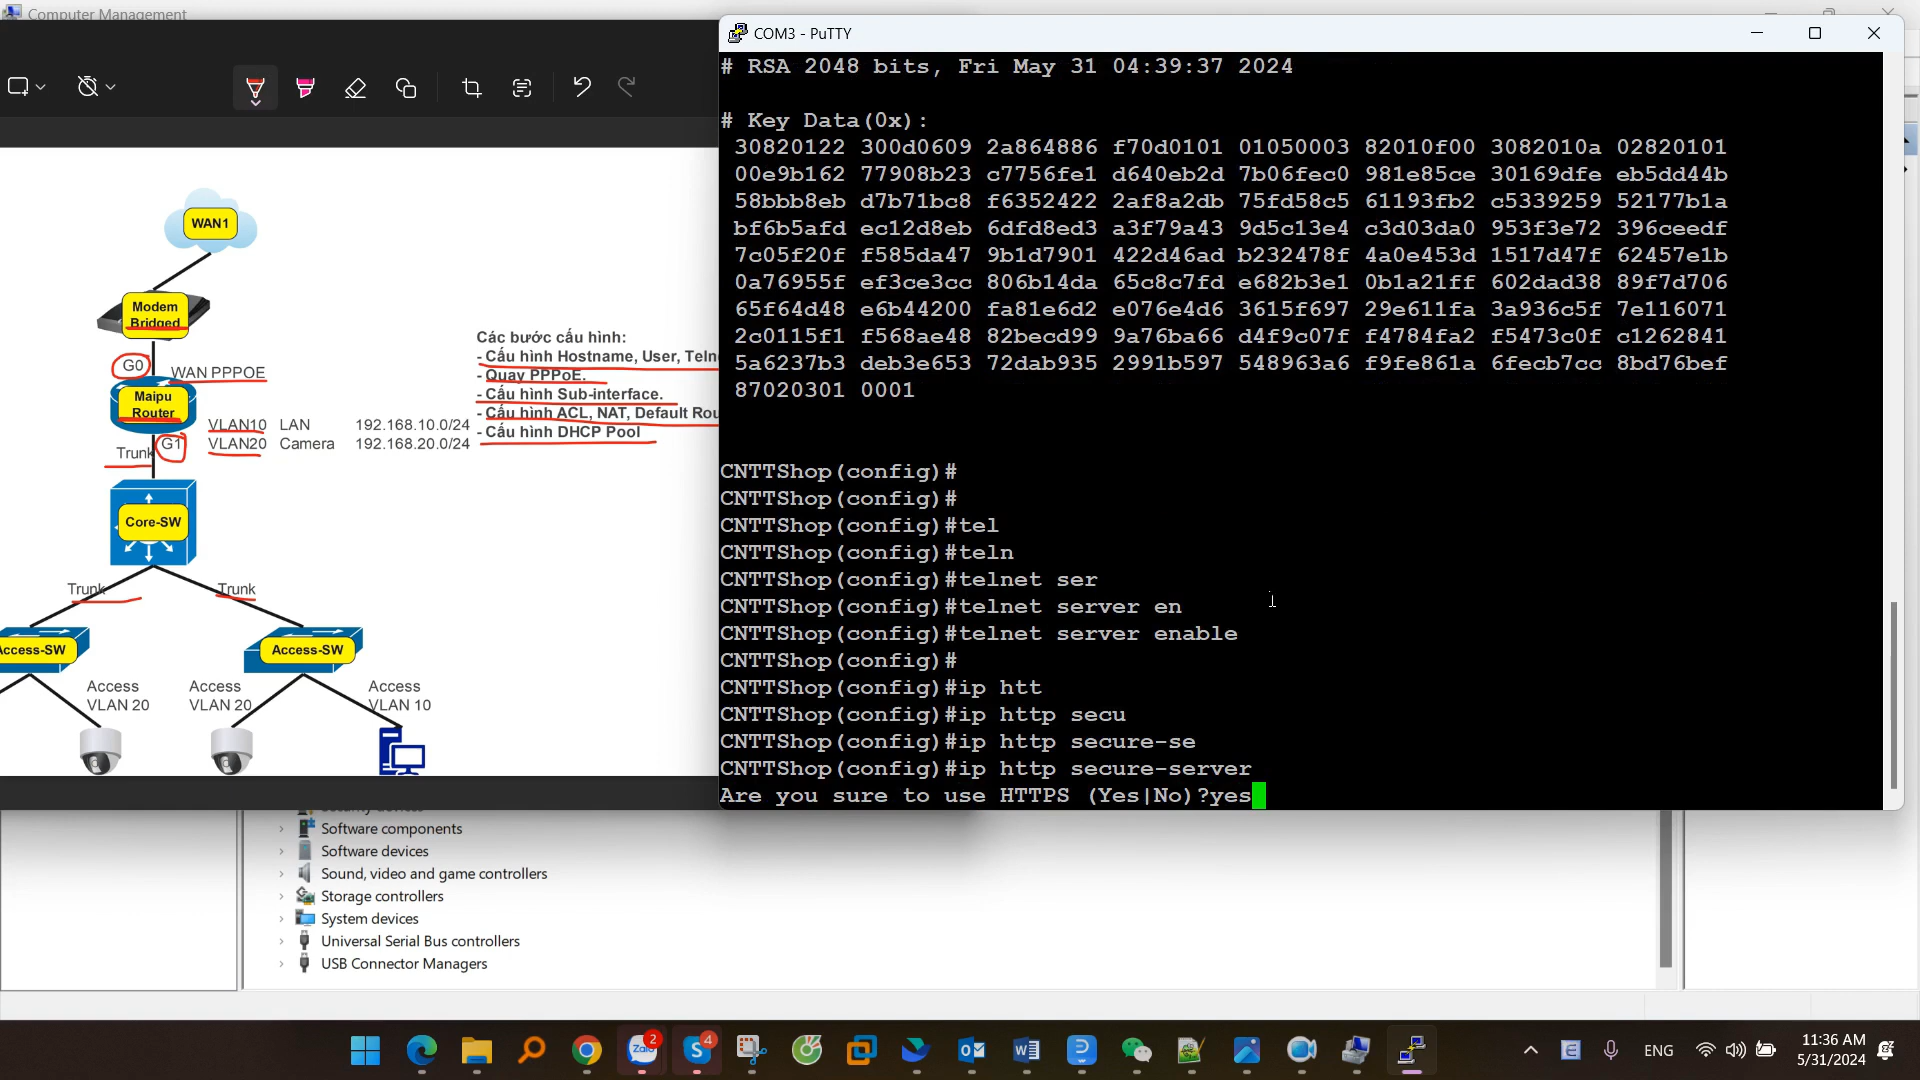 Computer Management
WAN1
Modem
Bridged
G0
WAN PPPOE
Maipu
Router
VLAN10 LAN 192.168.10.0/24
G1 VLAN20 Camera 192.168.20.0/24
Trunk
Core-SW
Trunk Trunk
Access-SW Access-SW
Access Access Access
VLAN 20 VLAN 20 VLAN 10
Các bước cấu hình:
- Cấu hình Hostname, User, Teln
- Quay PPPoE.
- Cấu hình Sub-interface.
- Cấu hình ACL, NAT, Default Rou
- Cấu hình DHCP Pool
COM3 - PuTTY
# RSA 2048 bits, Fri May 31 04:39:37 2024
# Key Data(0x):
30820122 300d0609 2a864886 f70d0101 01050003 82010f00 3082010a 02820101
00e9b162 77908b23 c7756fe1 d640eb2d 7b06fec0 981e85ce 30169dfe eb5dd44b
58bbb8eb d7b71bc8 f6352422 2af8a2db 75fd58c5 61193fb2 c5339259 52177b1a
bf6b5afd ec12d8eb 6dfd8ed3 a3f79a43 9d5c13e4 c3d03da0 953f3e72 396ceedf
7c05f20f f585da47 9b1d7901 422d46ad b232478f 4a0e453d 1517d47f 62457e1b
0a76955f ef3ce3cc 806b14da 65c8c7fd e682b3e1 0b1a21ff 602dad38 89f7d706
65f64d48 e6b44200 fa81e6d2 e076e4d6 3615f697 29e611fa 3a936c5f 7e116071
2c0115f1 f568ae48 82becd99 9a76ba66 d4f9c07f f4784fa2 f5473c0f c1262841
5a6237b3 deb3e653 72dab935 2991b597 548963a6 f9fe861a 6fecb7cc 8bd76bef
87020301 0001
CNTTShop(config)#
CNTTShop(config)#
CNTTShop(config)#tel
CNTTShop(config)#teln
CNTTShop(config)#telnet ser
CNTTShop(config)#telnet server en
CNTTShop(config)#telnet server enable
CNTTShop(config)#
CNTTShop(config)#ip htt
CNTTShop(config)#ip http secu
CNTTShop(config)#ip http secure-se
CNTTShop(config)#ip http secure-server
Are you sure to use HTTPS (Yes|No)?yes
Software components
Software devices
Sound, video and game controllers
Storage controllers
System devices
Universal Serial Bus controllers
USB Connector Managers
Zalo 2
4
ENG
11:36 AM
5/31/2024